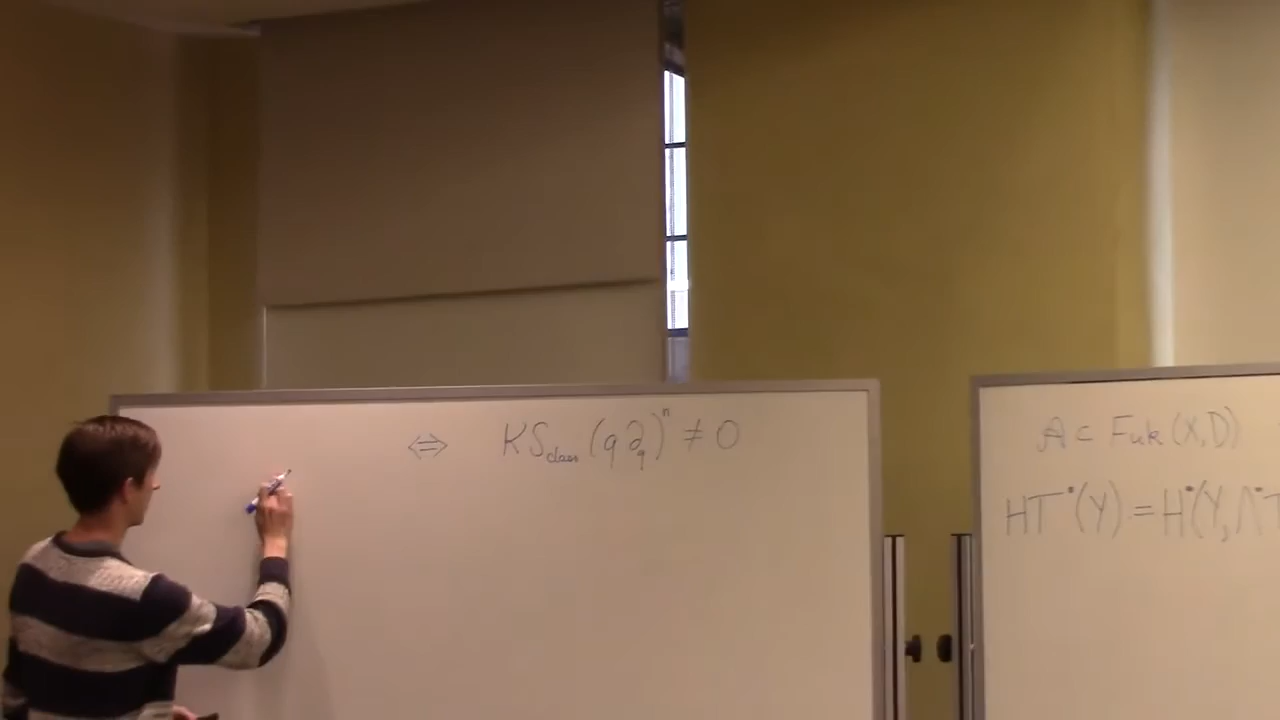 ⇔ KS_class (q∂_q)^n ≠ 0
A ⊂ Fuk(X,D)
HT^•(Y) = H^•(Y, Λ^•T